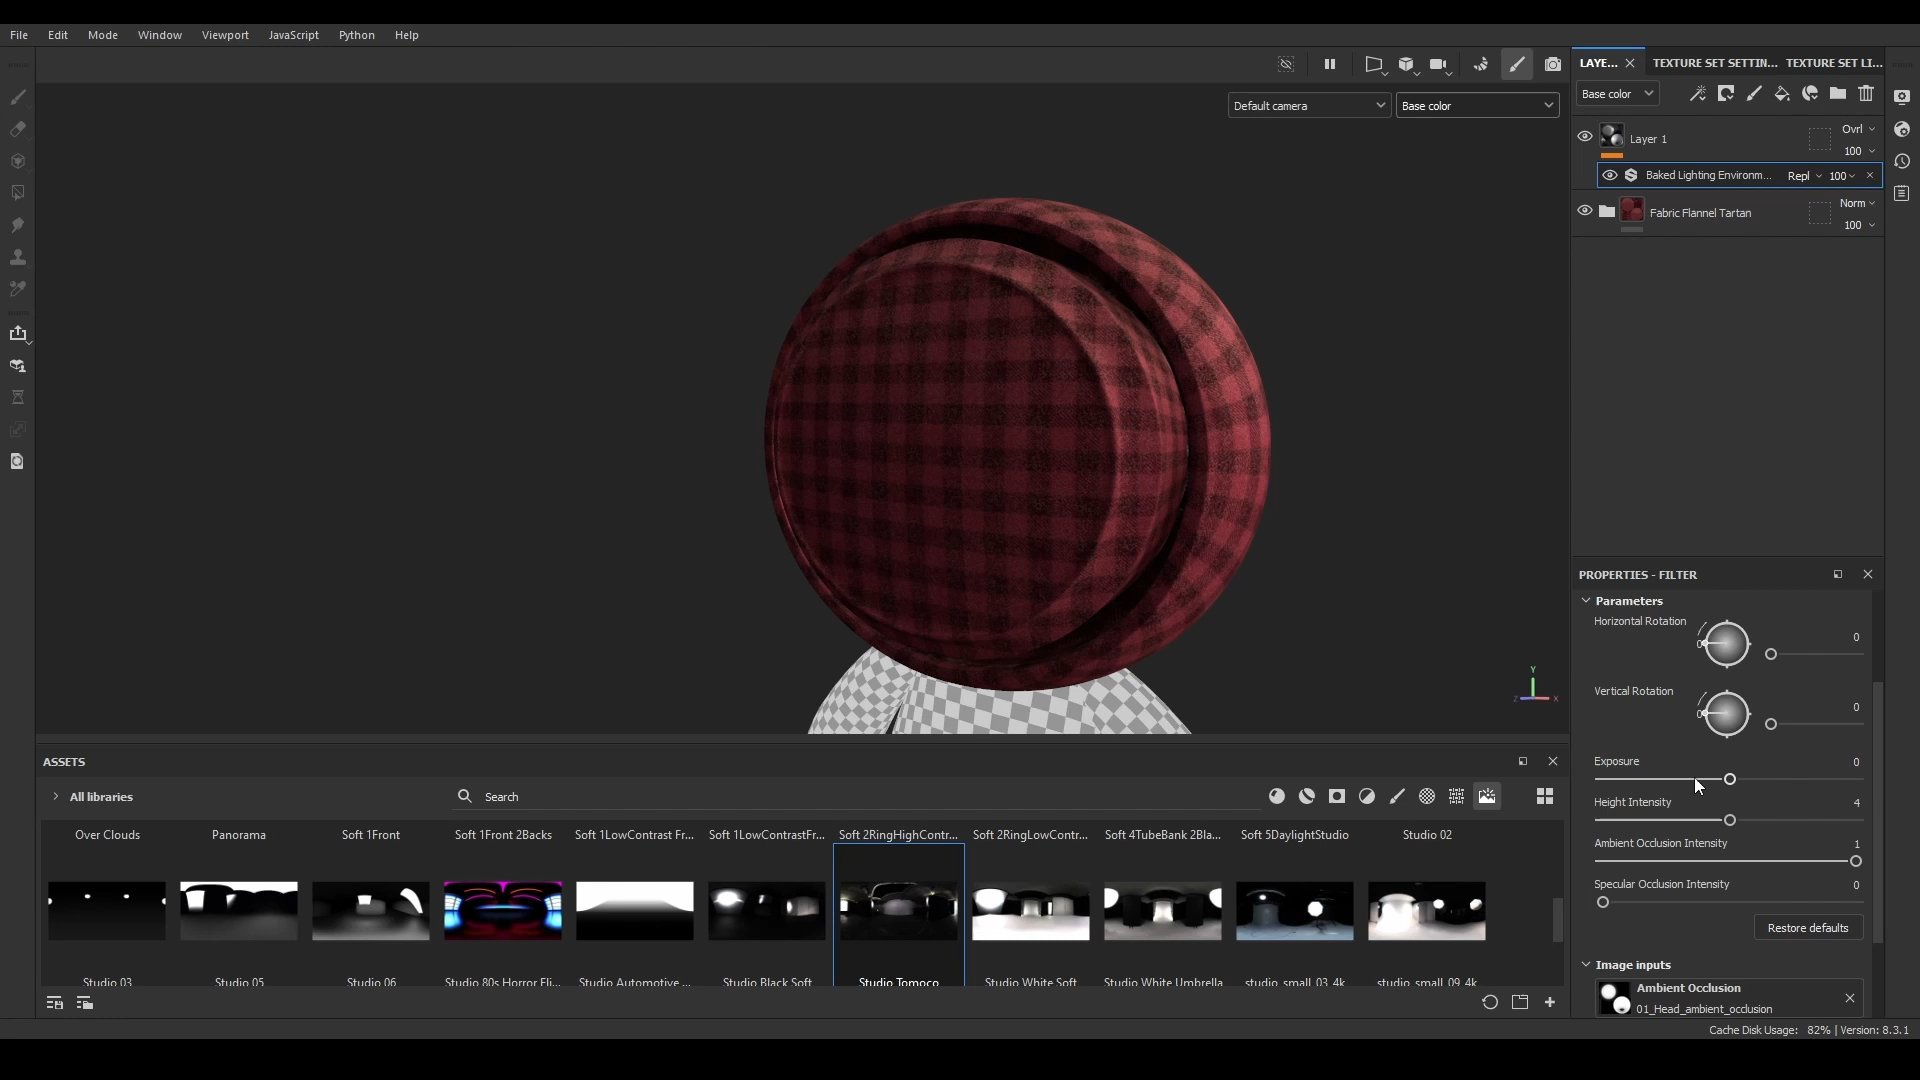 File Edit Mode Window Viewport JavaScript Python Help
LAYE... TEXTURE SET SETTIN... TEXTURE SET LI...
Default camera Base color
Base color
Layer 1 Ovrl
100
Baked Lighting Environm... Repl 100
Fabric Flannel Tartan Norm
100
Y
Z X
PROPERTIES - FILTER
Parameters
Horizontal Rotation 0 0
Vertical Rotation 0 0
Exposure 0
Height Intensity 4
Ambient Occlusion Intensity 1
Specular Occlusion Intensity 0
Restore defaults
Image inputs
Ambient Occlusion
01_Head_ambient_occlusion
ASSETS
All libraries Search
Over Clouds Panorama Soft 1Front Soft 1Front 2Backs Soft 1LowContrast Fr... Soft 1LowContrastFr... Soft 2RingHighContr... Soft 2RingLowContr... Soft 4TubeBank 2Bla... Soft 5DaylightStudio Studio 02
Studio 03 Studio 05 Studio 06 Studio 80s Horror Fli... Studio Automotive ... Studio Black Soft Studio Tomoco Studio White Soft Studio White Umbrella studio_small_03_4k studio_small_09_4k
Cache Disk Usage: 82% | Version: 8.3.1